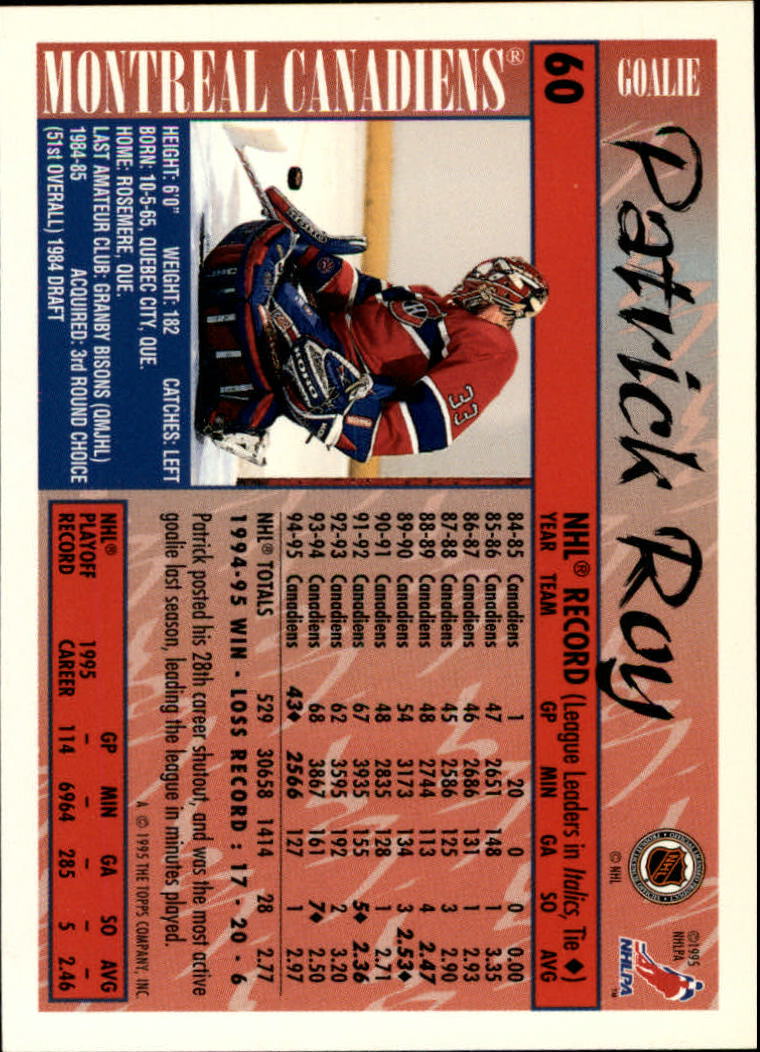 GOALIE
Patrick Roy
©1995
NHLPA
NHLPA™
NHL
© NHL
60
NHL® RECORD (League Leaders in Italics, Tie ♦)
YEAR TEAM GP MIN GA SO AVG
84-85 Canadiens 1 20 0 0 0.00
85-86 Canadiens 47 2651 148 1 3.35
86-87 Canadiens 46 2686 131 1 2.93
87-88 Canadiens 45 2586 125 3 2.90
88-89 Canadiens 48 2744 113 4 2.47
89-90 Canadiens 54 3173 134 3 2.53♦
90-91 Canadiens 48 2835 128 1 2.71
91-92 Canadiens 67 3935 155 5♦ 2.36
92-93 Canadiens 62 3595 192 2 3.20
93-94 Canadiens 68 3867 161 7♦ 2.50
94-95 Canadiens 43♦ 2566 127 1 2.97
NHL® TOTALS 529 30658 1414 28 2.77
1994-95 WIN - LOSS RECORD : 17 - 20 - 6
Patrick posted his 28th career shutout, and was the most active
goalie last season, leading the league in minutes played.
A © 1995 THE TOPPS COMPANY, INC
NHL® PLAYOFF RECORD GP MIN GA SO AVG
1995 - - - - -
CAREER 114 6964 285 5 2.46
33
KOHO
MONTREAL CANADIENS®
HEIGHT: 6'0" WEIGHT: 182 CATCHES: LEFT
BORN: 10-5-65, QUEBEC CITY, QUE.
HOME: ROSEMERE, QUE.
LAST AMATEUR CLUB: GRANBY BISONS (QMJHL)
1984-85 ACQUIRED: 3rd ROUND CHOICE
(51st OVERALL) 1984 DRAFT